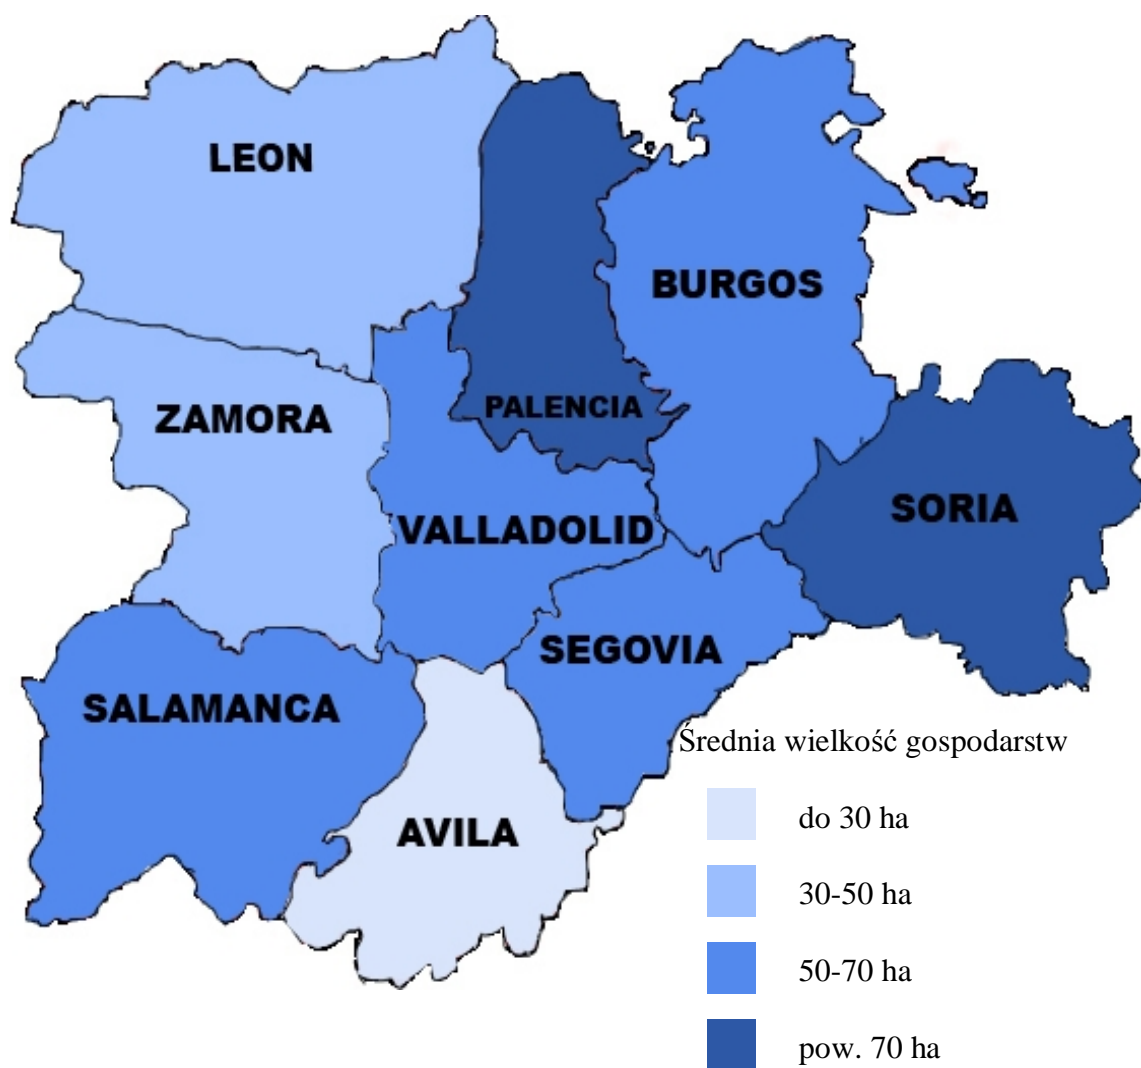 LEON
BURGOS
PALENCIA
ZAMORA
SORIA
VALLADOLID
SEGOVIA
SALAMANCA
AVILA
Średnia wielkość gospodarstw
do 30 ha
30-50 ha
50-70 ha
pow. 70 ha